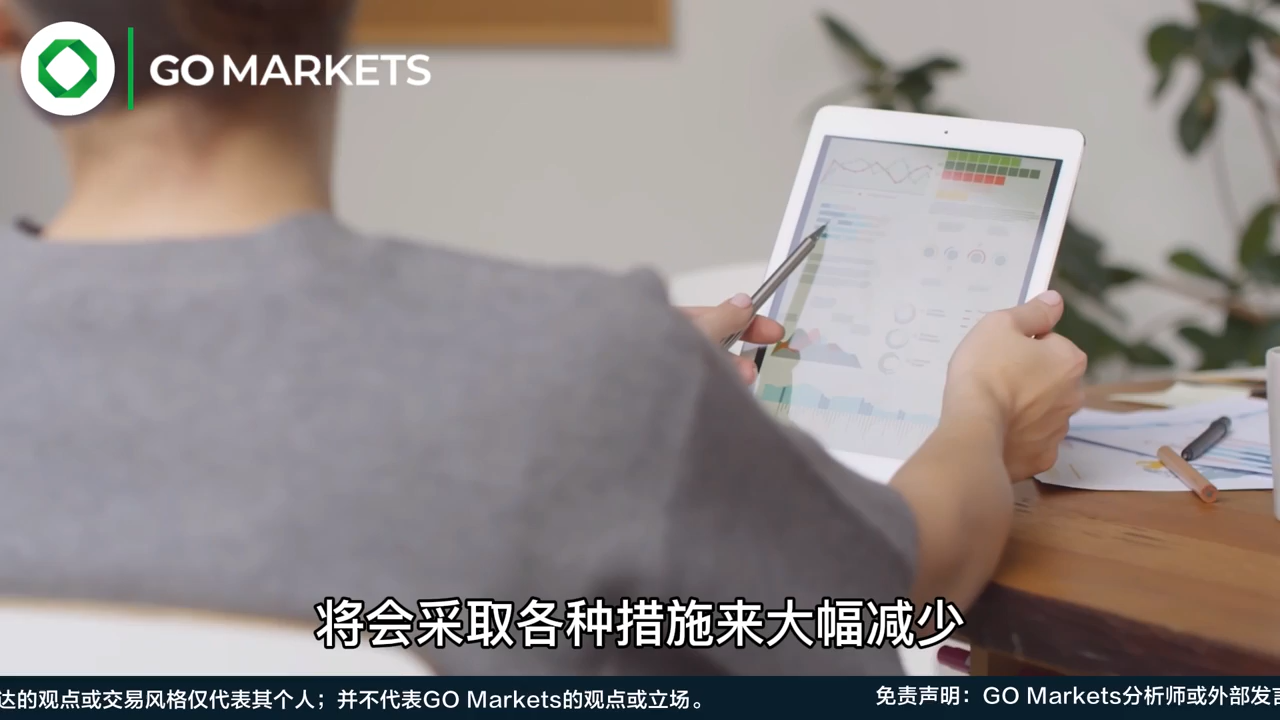 GO MARKETS
将会采取各种措施来大幅减少
达的观点或交易风格仅代表其个人；并不代表GO Markets的观点或立场。 免责声明：GO Markets分析师或外部发言